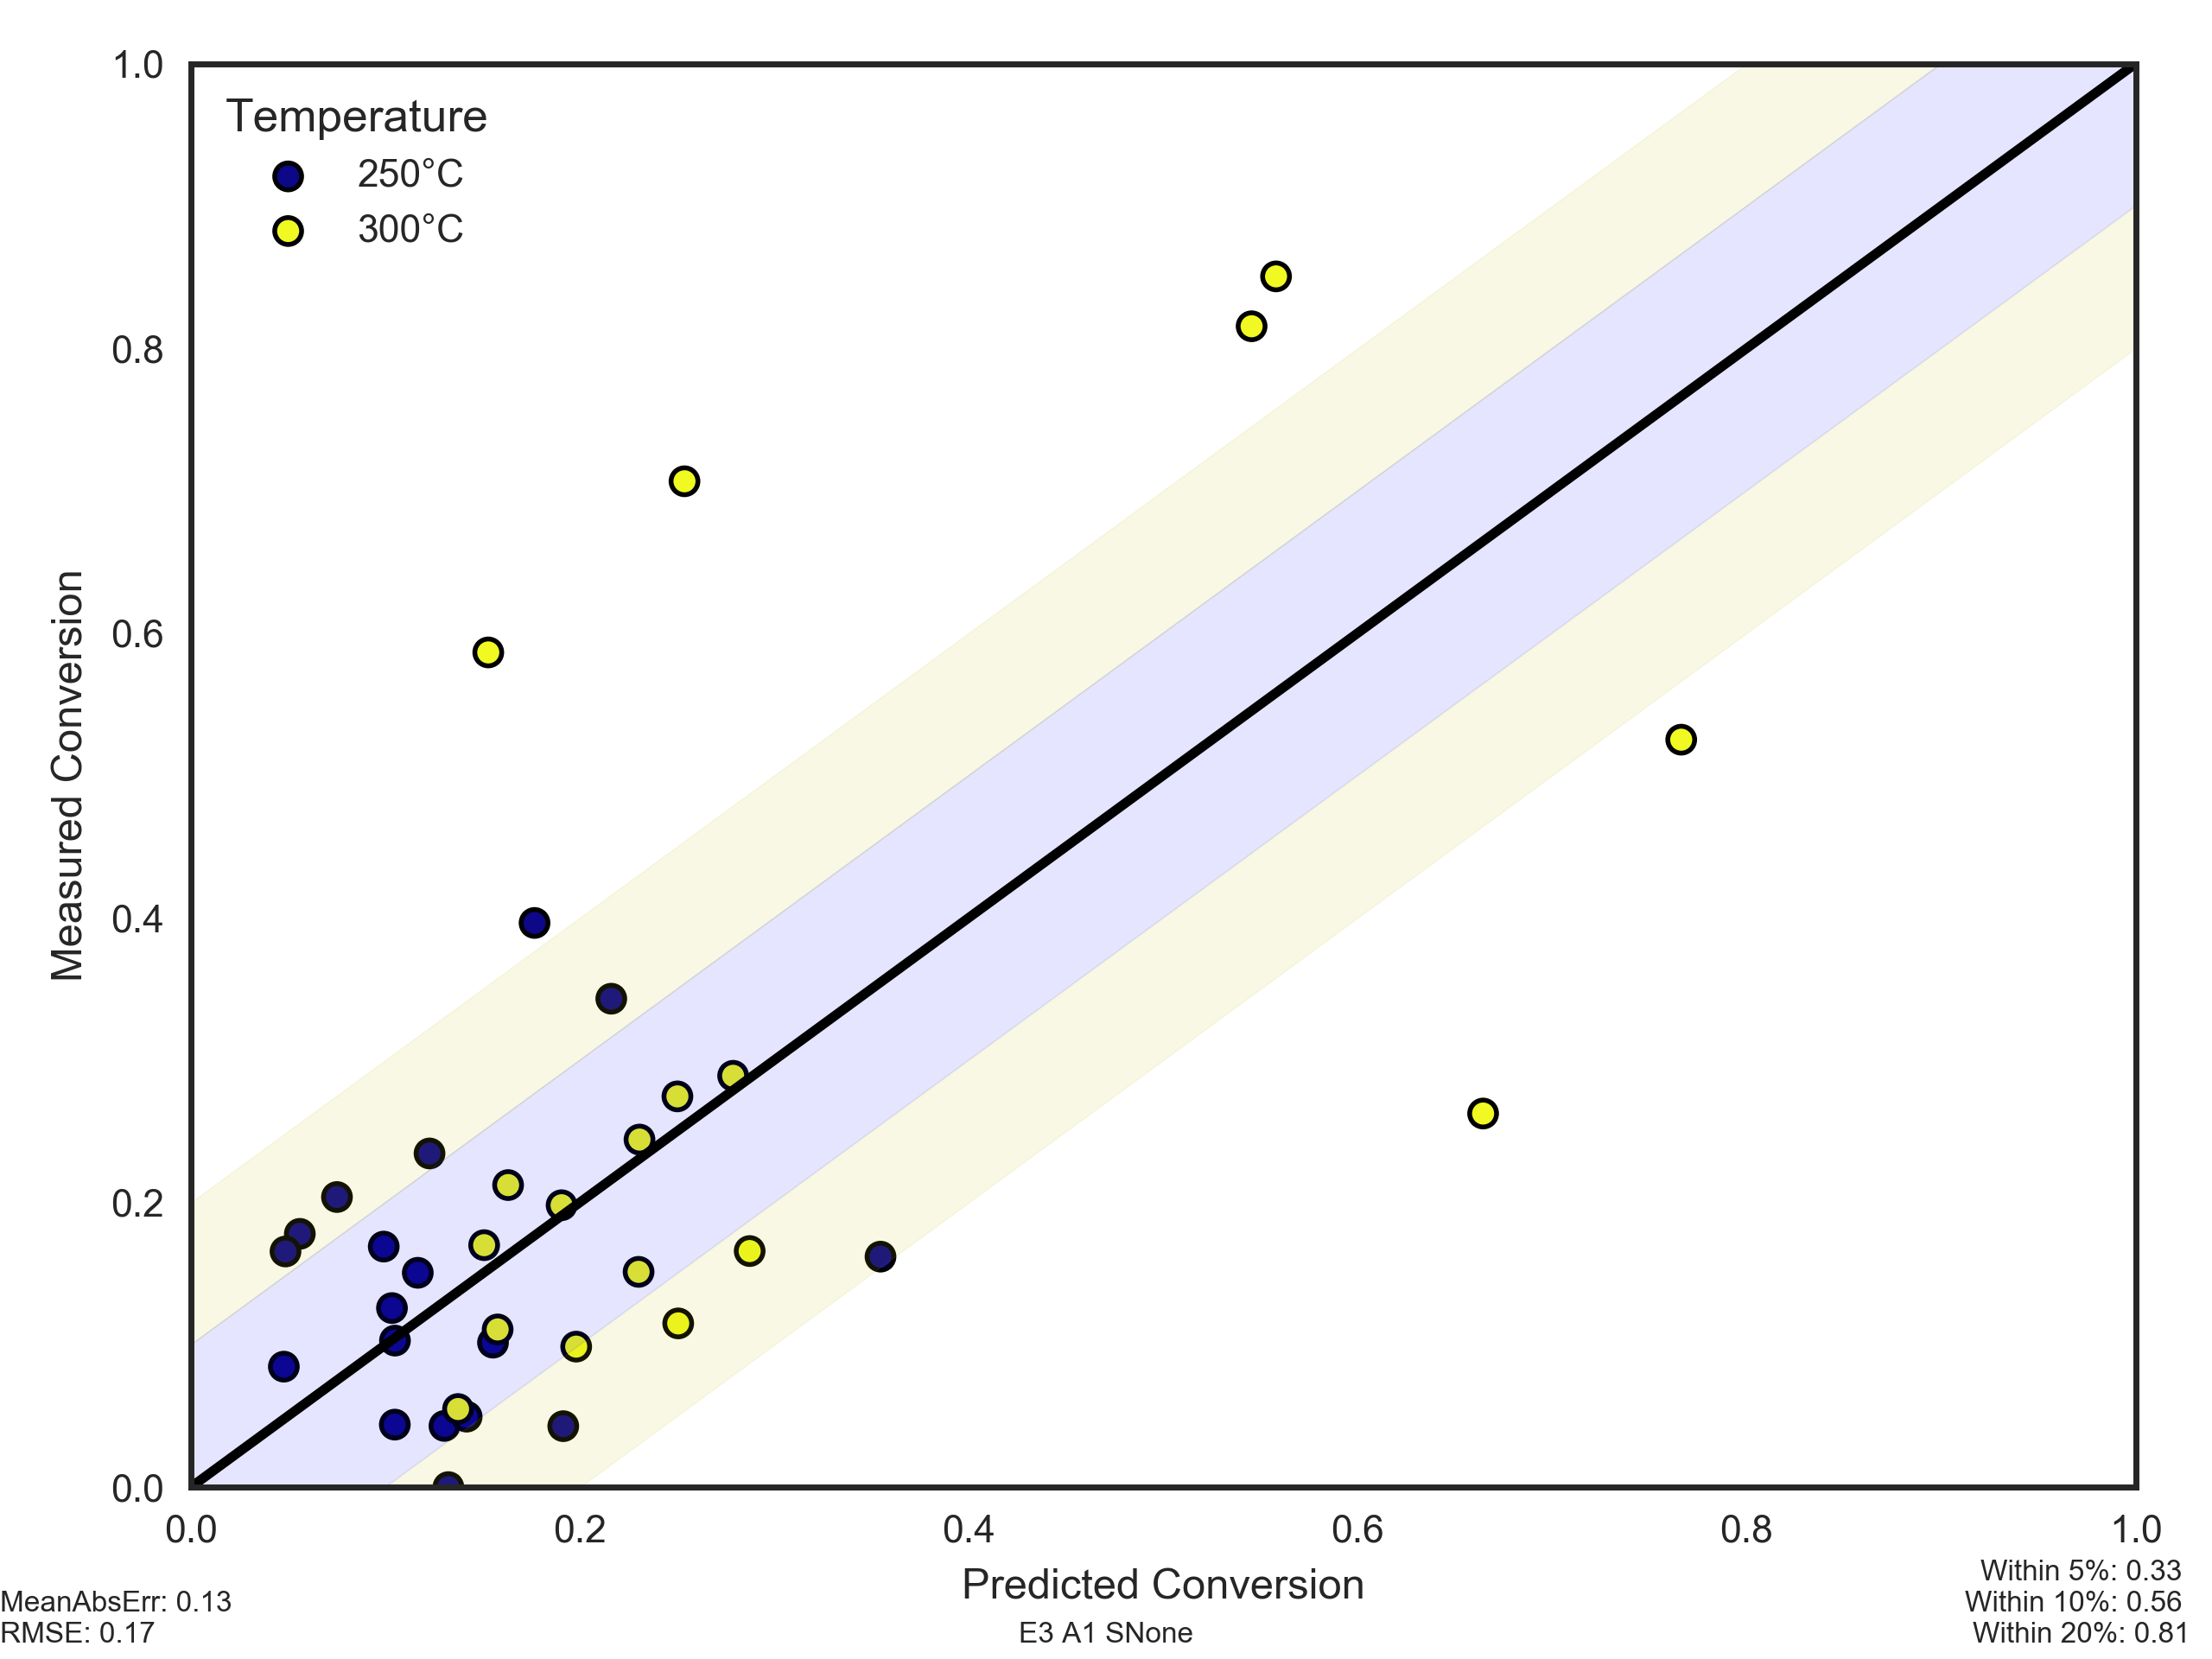 Temperature
250°C
300°C
1.0
0.8
0.6
0.4
0.2
0.0
Measured Conversion
0.0 0.2 0.4 0.6 0.8 1.0
Predicted Conversion
E3 A1 SNone
MeanAbsErr: 0.13
RMSE: 0.17
Within 5%: 0.33
Within 10%: 0.56
Within 20%: 0.81